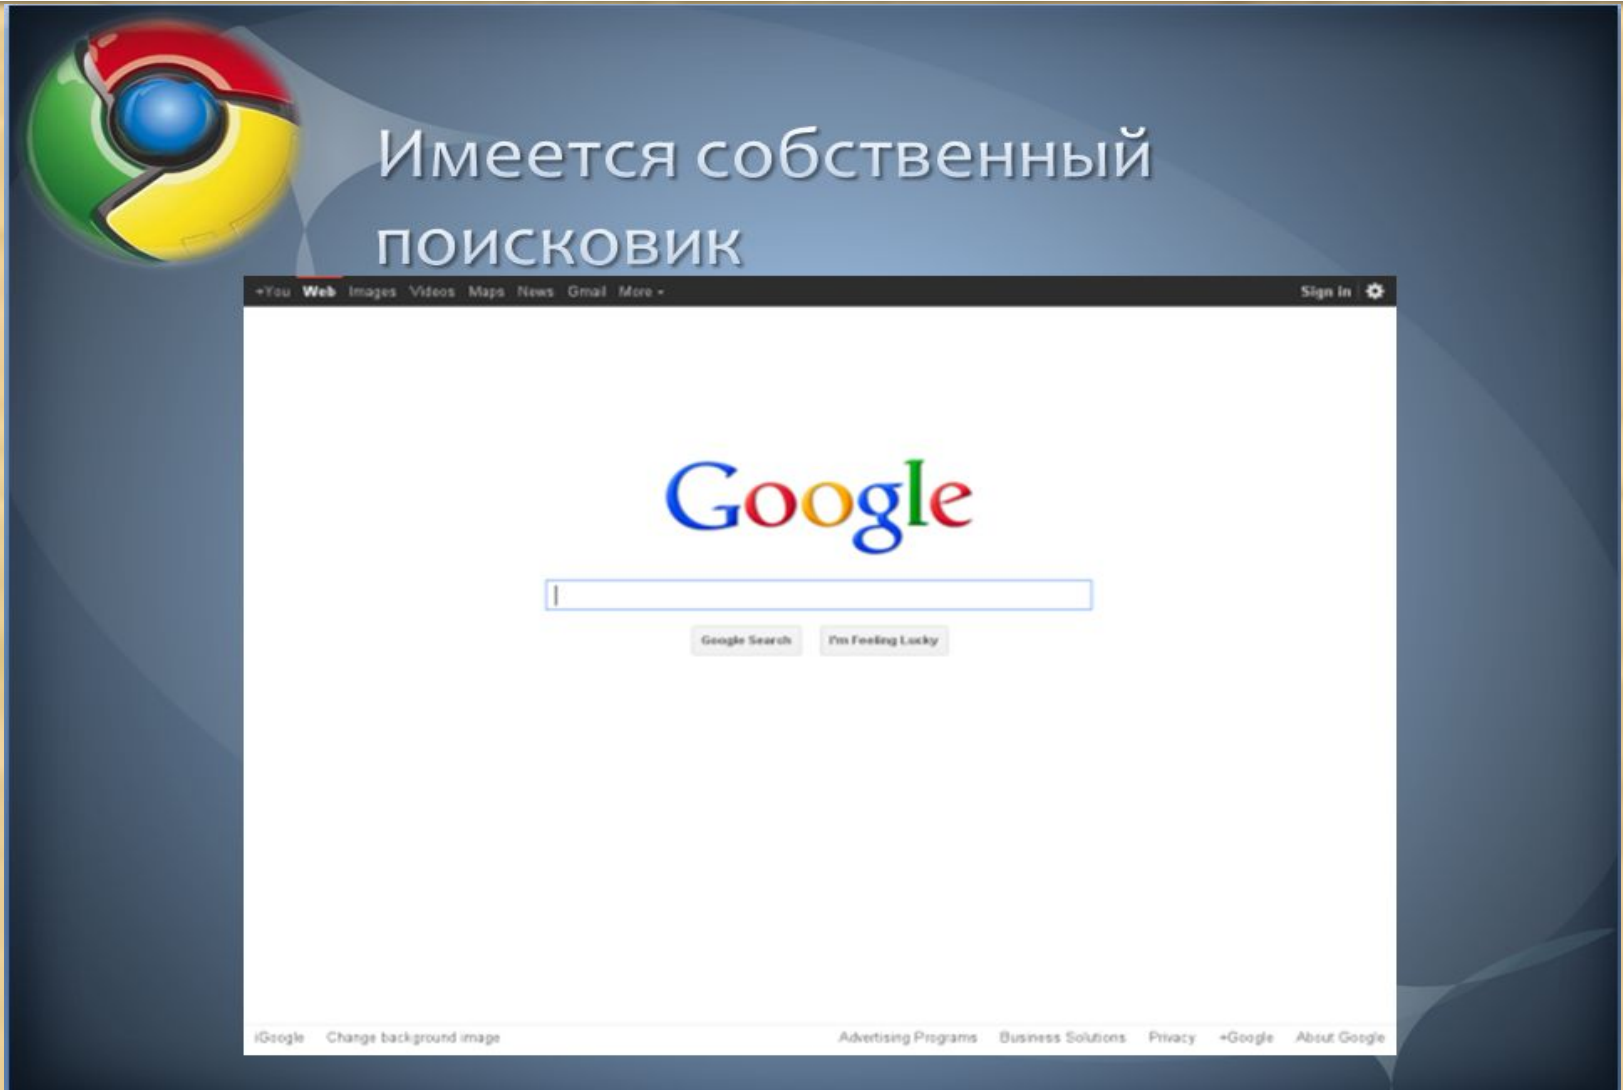 Имеется собственный
поисковик
+You Web Images Videos Maps News Gmail More Sign in
Google
Google Search I'm Feeling Lucky
iGoogle Change background image Advertising Programs Business Solutions Privacy +Google About Google